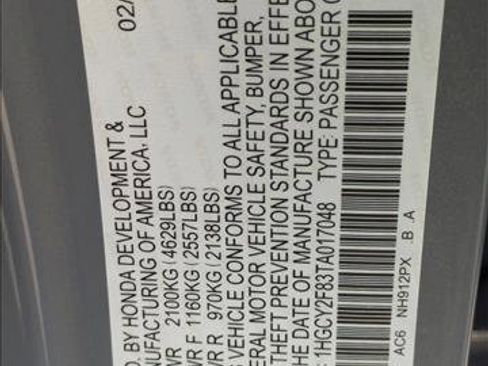 02/
D. BY HONDA DEVELOPMENT &
NUFACTURING OF AMERICA, LLC
WR 2100KG (4629LBS)
WR F 1160KG (2557LBS)
WR R 970KG (2138LBS)
S VEHICLE CONFORMS TO ALL APPLICABLE
ERAL MOTOR VEHICLE SAFETY, BUMPER,
THEFT PREVENTION STANDARDS IN EFFE
THE DATE OF MANUFACTURE SHOWN ABOV
: 1HGCY2F83TA017048 TYPE: PASSENGER C
AC6 NH912PX B .A